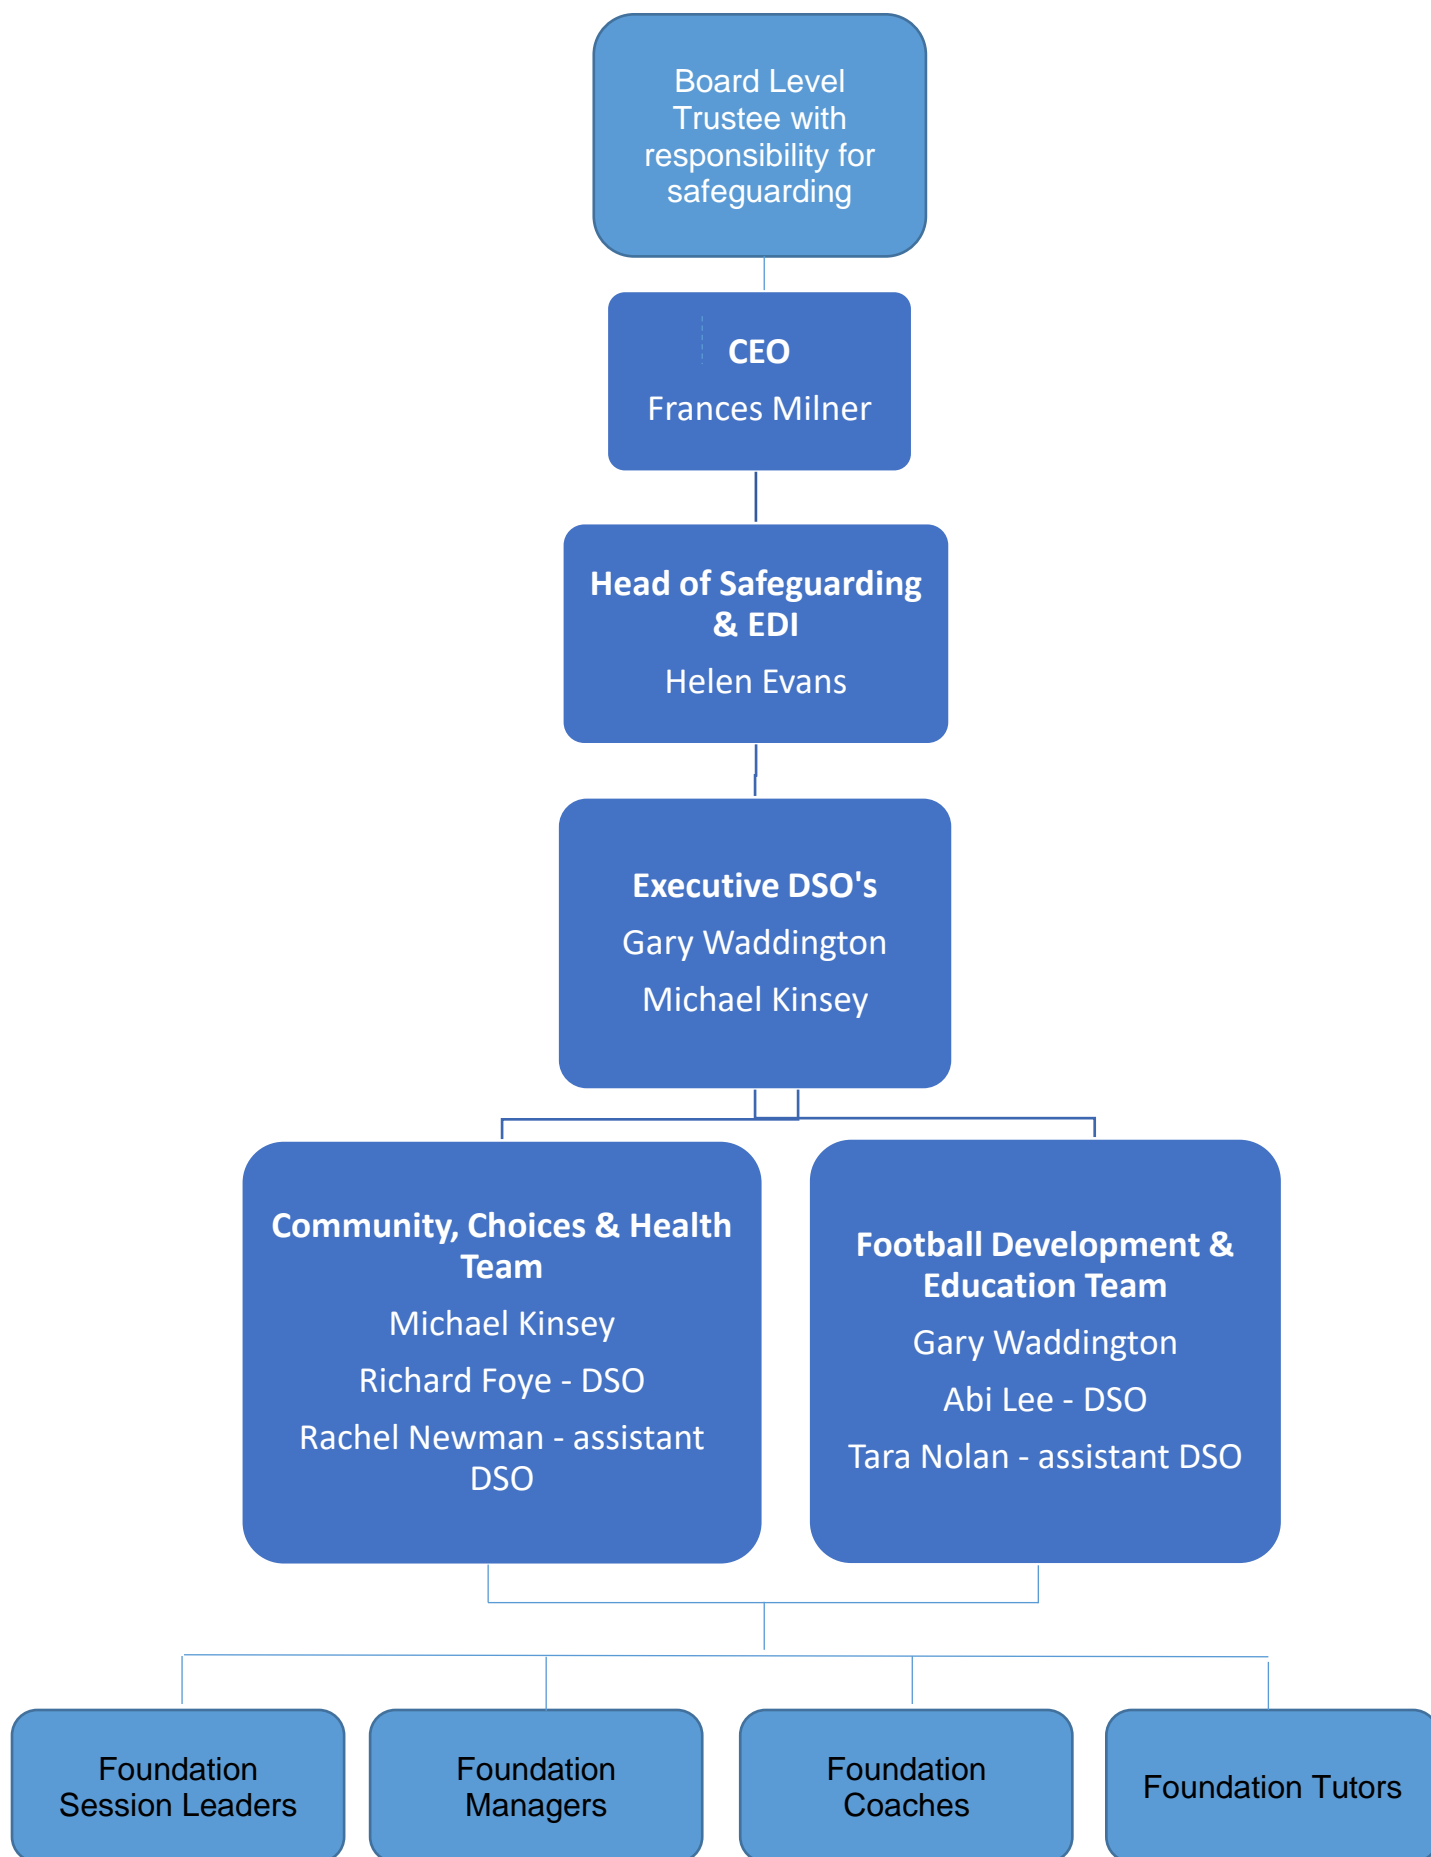 Board Level
Trustee with
responsibility for
safeguarding
CEO
Frances Milner
Head of Safeguarding
& EDI
Helen Evans
Executive DSO's
Gary Waddington
Michael Kinsey
Community, Choices & Health
Team
Michael Kinsey
Richard Foye - DSO
Rachel Newman - assistant
DSO
Football Development &
Education Team
Gary Waddington
Abi Lee - DSO
Tara Nolan - assistant DSO
Foundation
Session Leaders
Foundation
Managers
Foundation
Coaches
Foundation Tutors